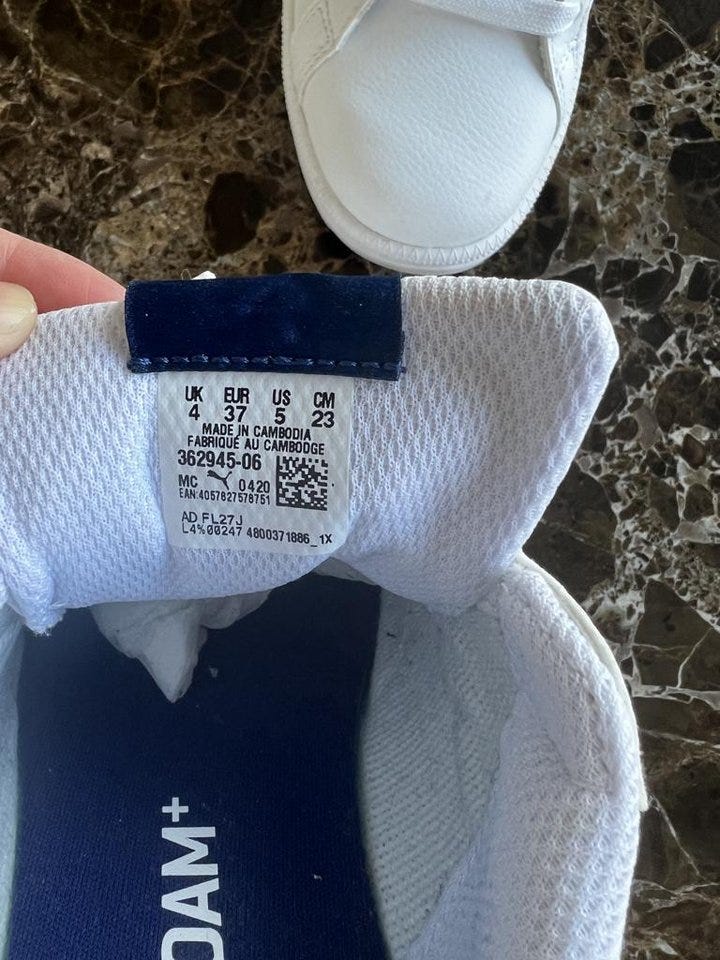 UK EUR US CM
4 37 5 23
MADE IN CAMBODIA
FABRIQUÉ AU CAMBODGE
362945-06
MC 0420
EAN:4057827578751
AD FL27J
L4%00247 4800371886_1X
OAM+